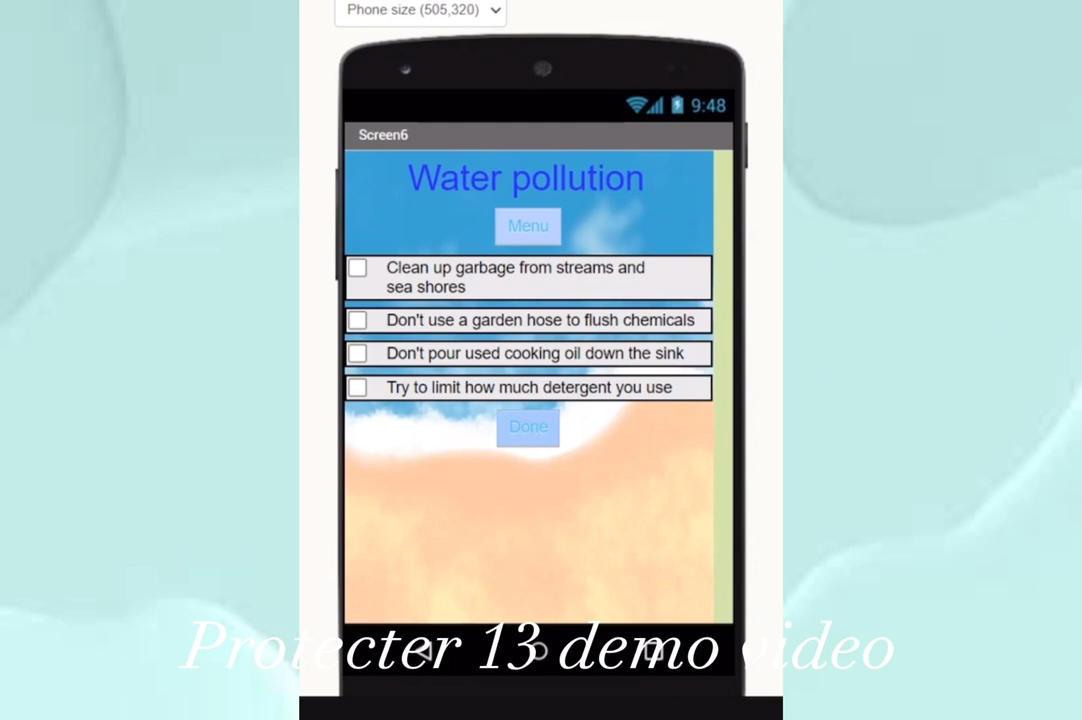 Phone size (505,320)
9:48
Screen6
Water pollution
Menu
Clean up garbage from streams and
sea shores
Don't use a garden hose to flush chemicals
Don't pour used cooking oil down the sink
Try to limit how much detergent you use
Done
Protecter 13 demo video